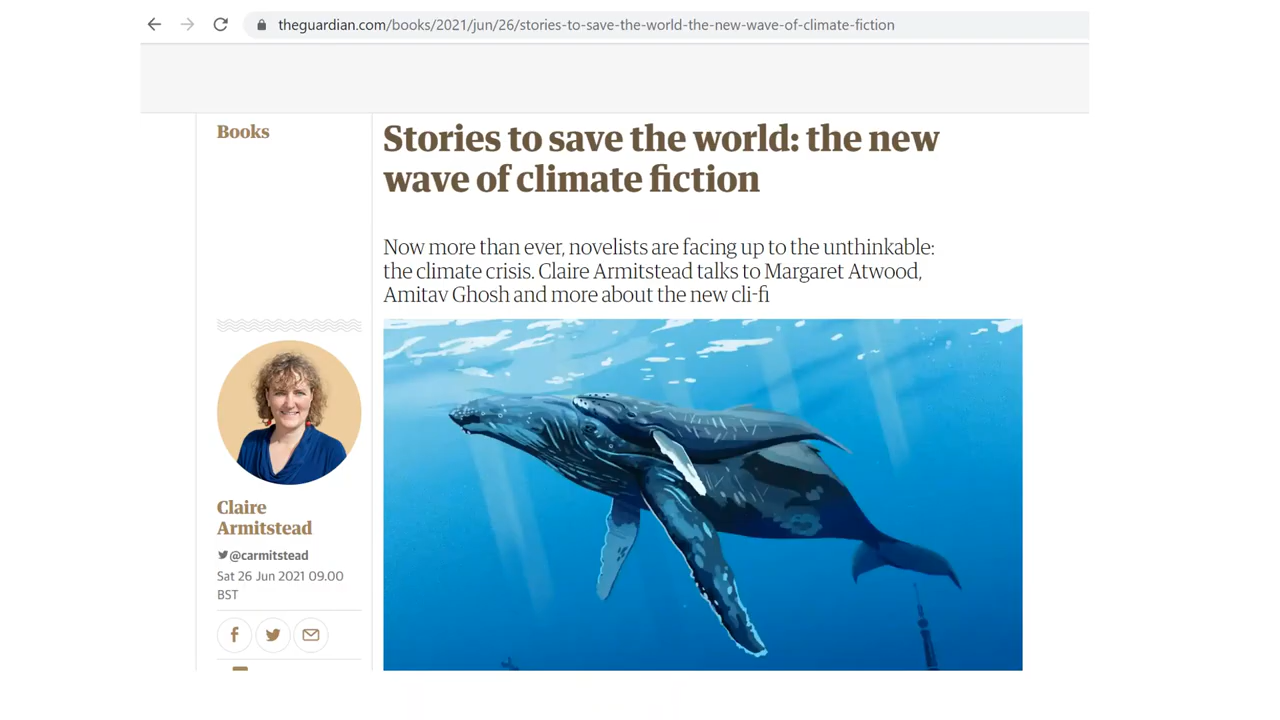 theguardian.com/books/2021/jun/26/stories-to-save-the-world-the-new-wave-of-climate-fiction
Books
Stories to save the world: the new
wave of climate fiction
Now more than ever, novelists are facing up to the unthinkable:
the climate crisis. Claire Armitstead talks to Margaret Atwood,
Amitav Ghosh and more about the new cli-fi
Claire
Armitstead
@carmitstead
Sat 26 Jun 2021 09.00
BST